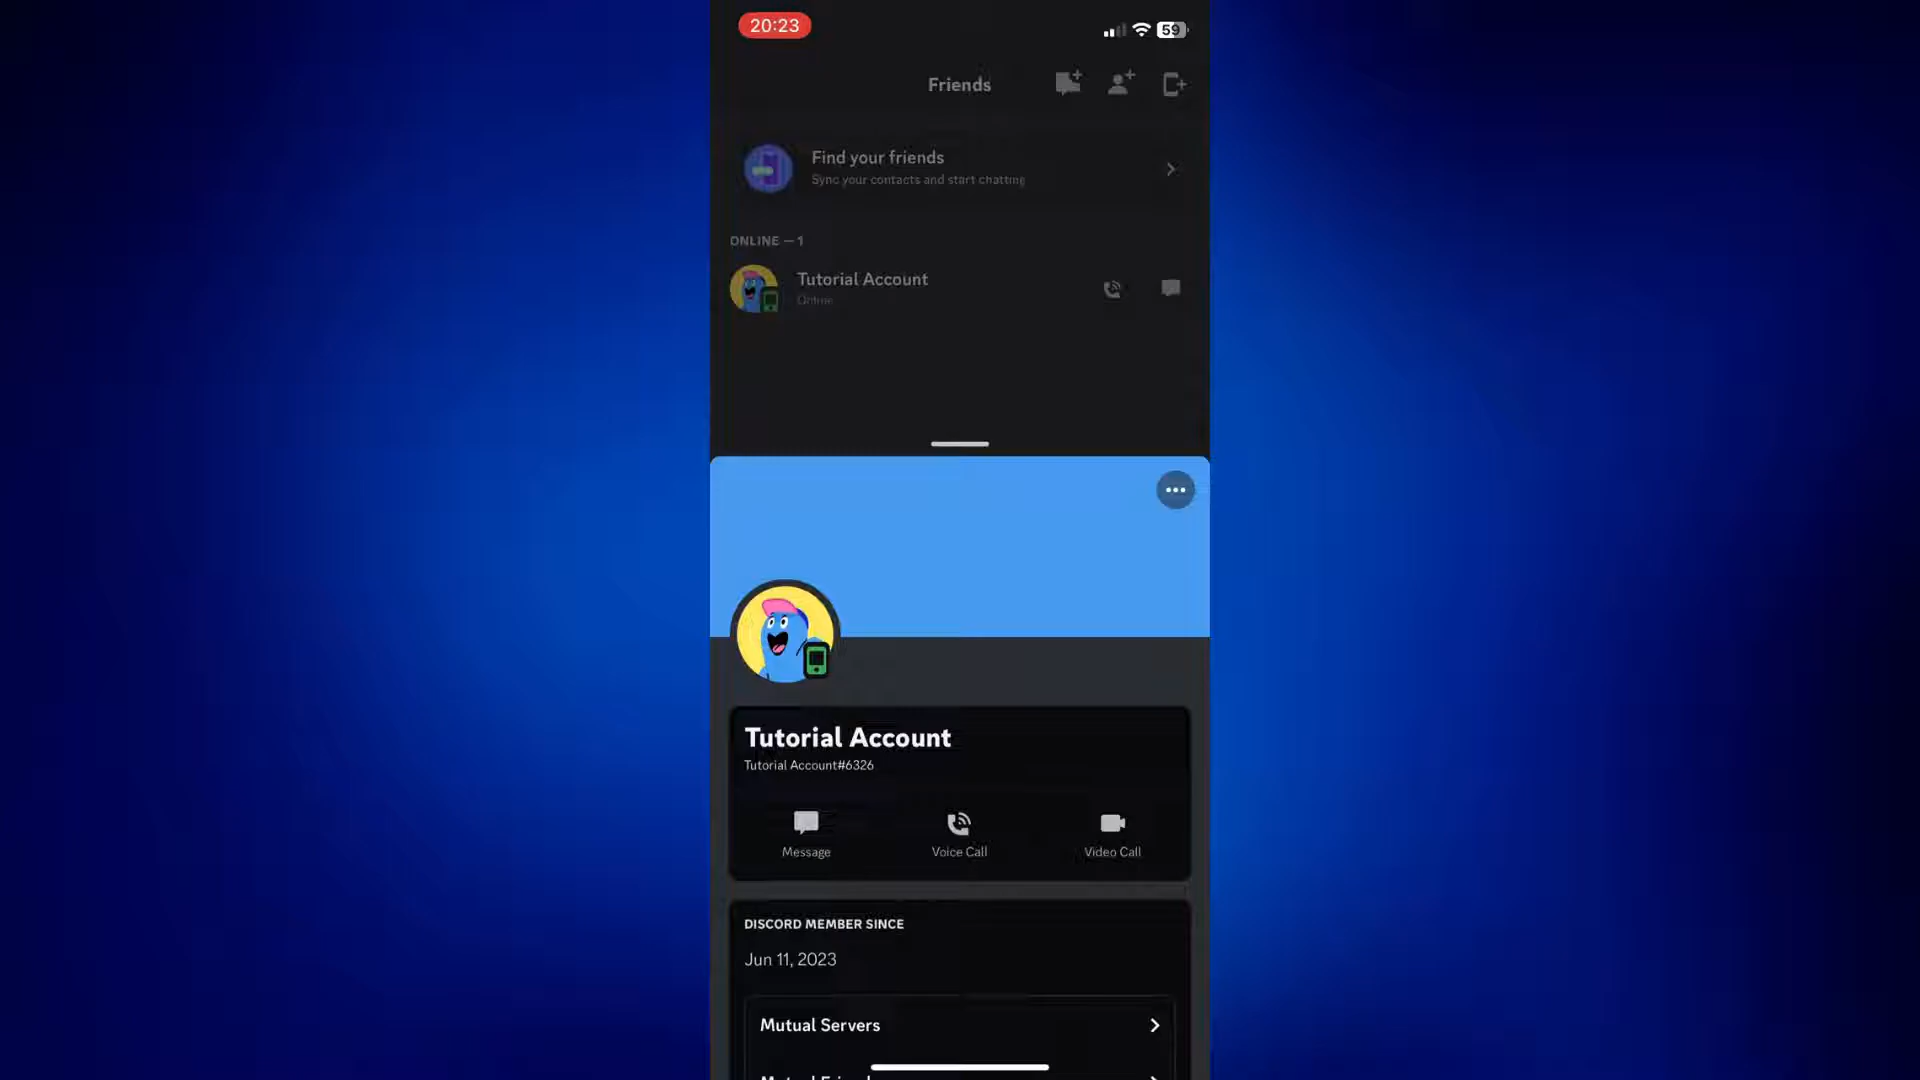 20:23
59
Friends
Find your friends
Sync your contacts and start chatting
ONLINE — 1
Tutorial Account
Online
Tutorial Account
Tutorial Account#6326
Message
Voice Call
Video Call
DISCORD MEMBER SINCE
Jun 11, 2023
Mutual Servers